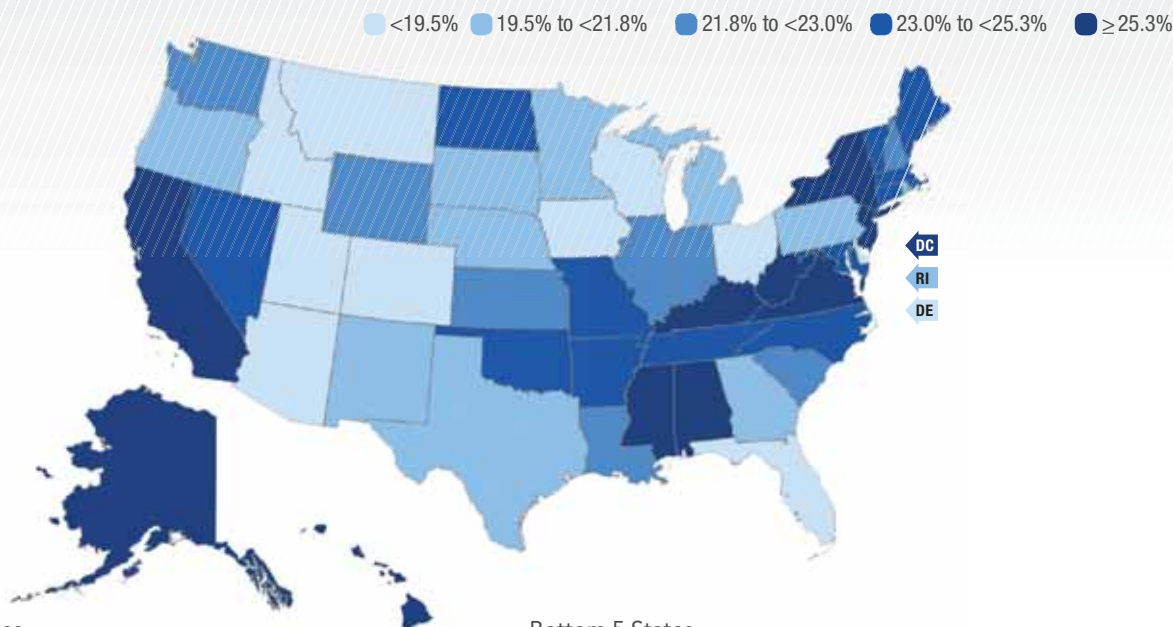 <19.5% 19.5% to <21.8% 21.8% to <23.0% 23.0% to <25.3% ≥25.3%
DC
RI
DE
Bottom 5 States